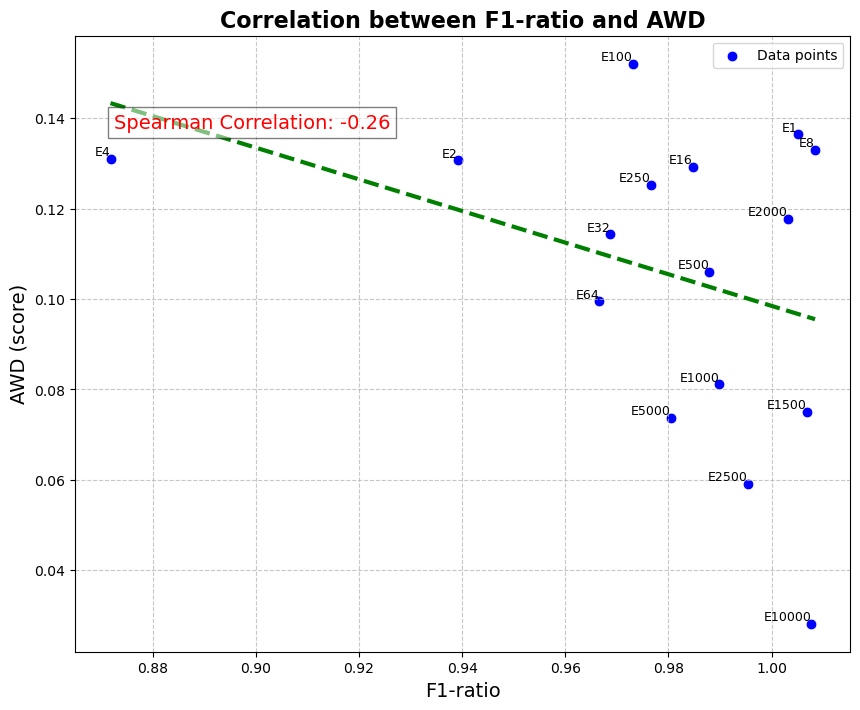 Correlation between F1-ratio and AWD
Data points
Spearman Correlation: -0.26
E100
E1
E8
E4
E2
E16
E250
E2000
E32
E500
E64
E1000
E1500
E5000
E2500
E10000
AWD (score)
0.14
0.12
0.10
0.08
0.06
0.04
0.88 0.90 0.92 0.94 0.96 0.98 1.00
F1-ratio